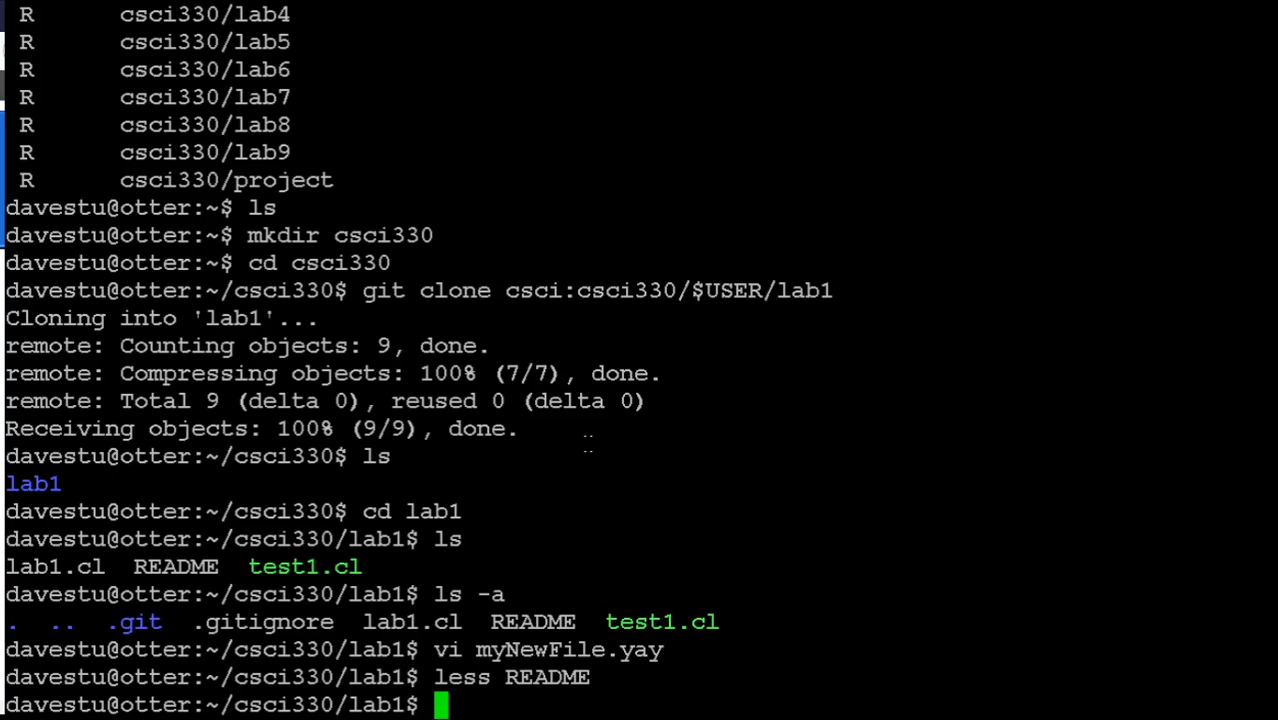 R      csci330/lab4
R      csci330/lab5
R      csci330/lab6
R      csci330/lab7
R      csci330/lab8
R      csci330/lab9
R      csci330/project
davestu@otter:~$ ls
davestu@otter:~$ mkdir csci330
davestu@otter:~$ cd csci330
davestu@otter:~/csci330$ git clone csci:csci330/$USER/lab1
Cloning into 'lab1'...
remote: Counting objects: 9, done.
remote: Compressing objects: 100% (7/7), done.
remote: Total 9 (delta 0), reused 0 (delta 0)
Receiving objects: 100% (9/9), done.
davestu@otter:~/csci330$ ls
lab1
davestu@otter:~/csci330$ cd lab1
davestu@otter:~/csci330/lab1$ ls
lab1.cl  README  test1.cl
davestu@otter:~/csci330/lab1$ ls -a
.  ..  .git  .gitignore  lab1.cl  README  test1.cl
davestu@otter:~/csci330/lab1$ vi myNewFile.yay
davestu@otter:~/csci330/lab1$ less README
davestu@otter:~/csci330/lab1$